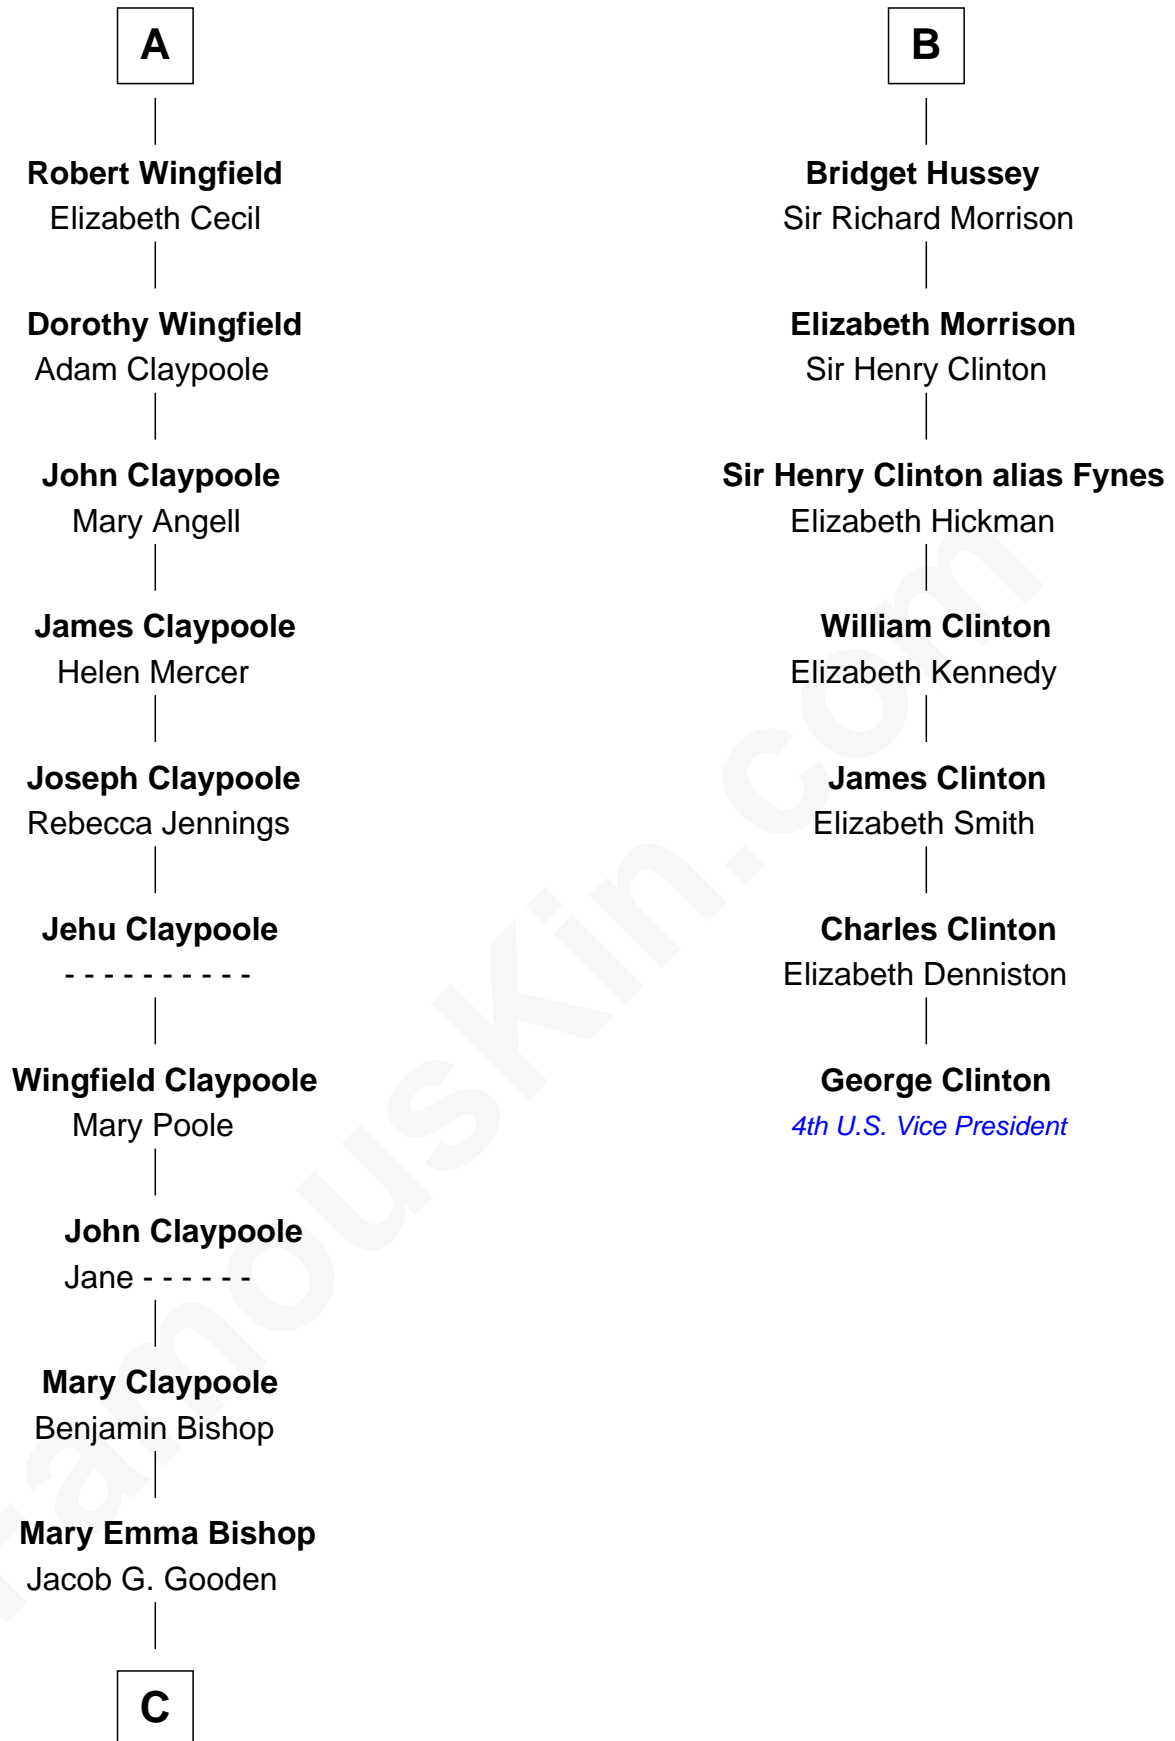 A
Robert Wingfield
Elizabeth Cecil
Dorothy Wingfield
Adam Claypoole
John Claypoole
Mary Angell
James Claypoole
Helen Mercer
Joseph Claypoole
Rebecca Jennings
Jehu Claypoole
- - - - - - - - - -
Wingfield Claypoole
Mary Poole
John Claypoole
Jane - - - - - -
Mary Claypoole
Benjamin Bishop
Mary Emma Bishop
Jacob G. Gooden
C
B
Bridget Hussey
Sir Richard Morrison
Elizabeth Morrison
Sir Henry Clinton
Sir Henry Clinton alias Fynes
Elizabeth Hickman
William Clinton
Elizabeth Kennedy
James Clinton
Elizabeth Smith
Charles Clinton
Elizabeth Denniston
George Clinton
4th U.S. Vice President
FamousKin.com